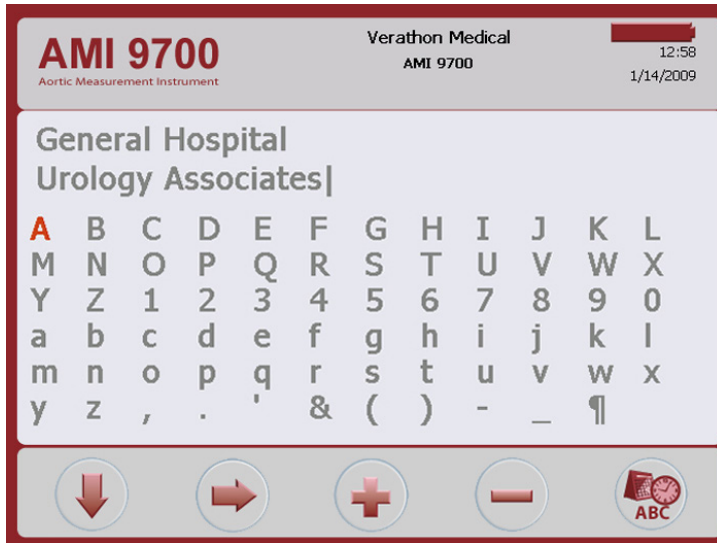 AMI 9700
Aortic Measurement Instrument
Verathon Medical
AMI 9700
12:58
1/14/2009
General Hospital
Urology Associates|
A B C D E F G H I J K L
M N O P Q R S T U V W X
Y Z 1 2 3 4 5 6 7 8 9 0
a b c d e f g h i j k l
m n o p q r s t u v w x
y z , . ' & ( ) - _ ¶
ABC